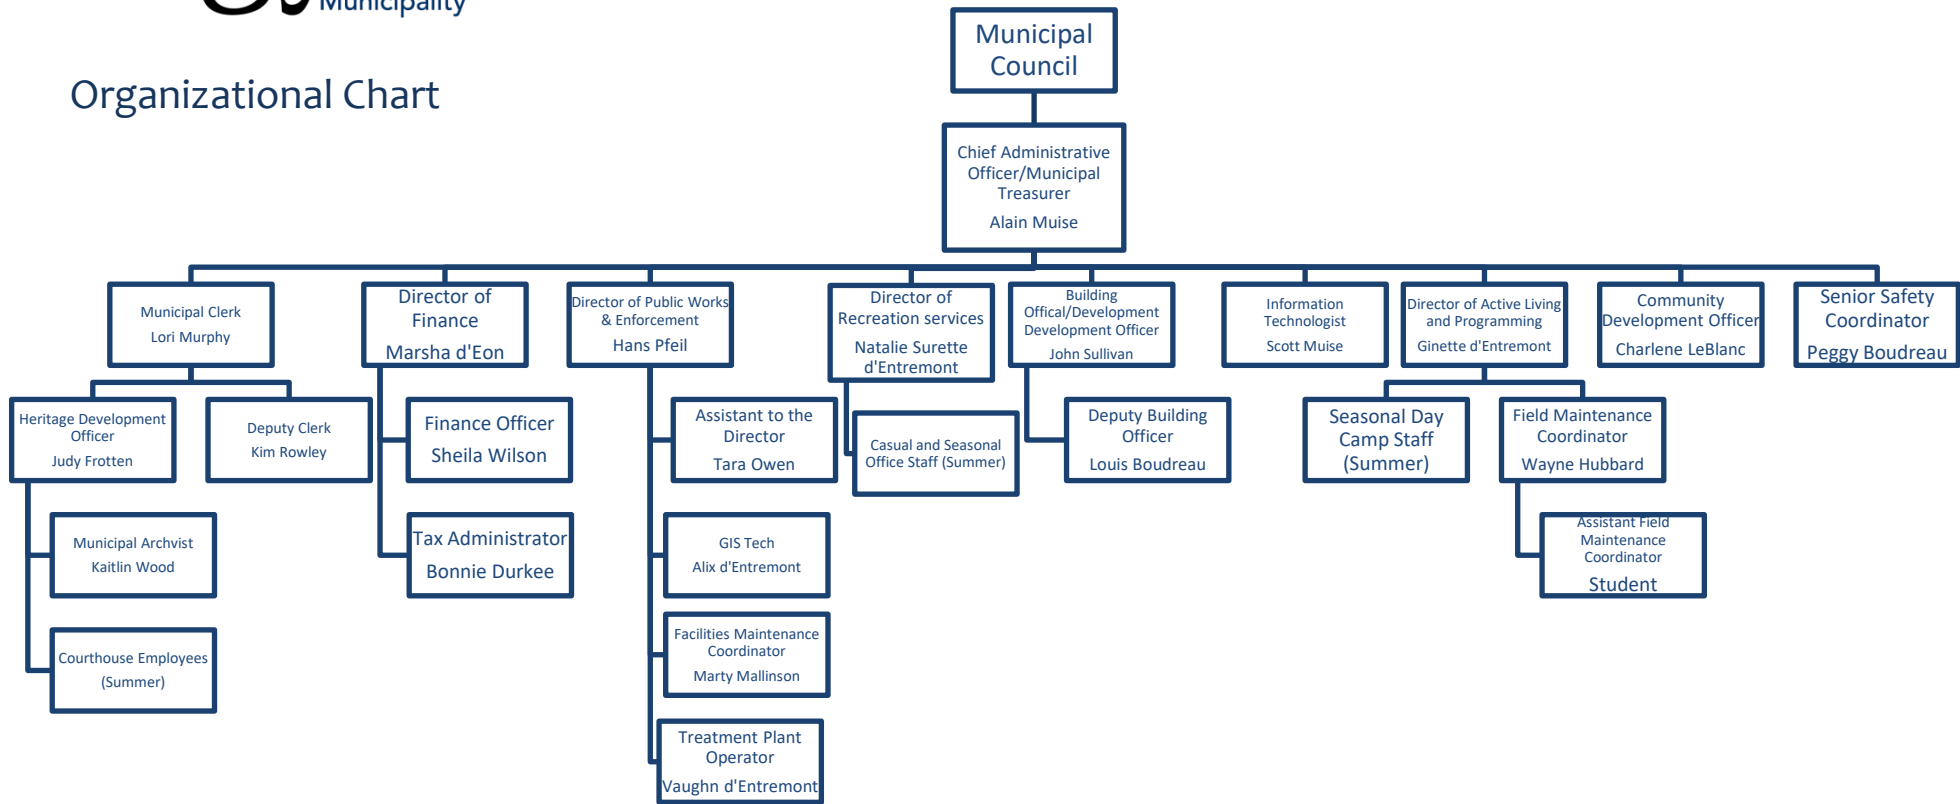 Municipality
Organizational Chart
Municipal
Council
Chief Administrative
Officer/Municipal
Treasurer
Alain Muise
Municipal Clerk
Lori Murphy
Director of
Finance
Marsha d'Eon
Director of Public Works
& Enforcement
Hans Pfeil
Director of
Recreation services
Natalie Surette
d'Entremont
Building
Offical/Development
Development Officer
John Sullivan
Information
Technologist
Scott Muise
Director of Active Living
and Programming
Ginette d'Entremont
Community
Development Officer
Charlene LeBlanc
Senior Safety
Coordinator
Peggy Boudreau
Heritage Development
Officer
Judy Frotten
Deputy Clerk
Kim Rowley
Finance Officer
Sheila Wilson
Assistant to the
Director
Tara Owen
Casual and Seasonal
Office Staff (Summer)
Deputy Building
Officer
Louis Boudreau
Seasonal Day
Camp Staff
(Summer)
Field Maintenance
Coordinator
Wayne Hubbard
Municipal Archvist
Kaitlin Wood
Tax Administrator
Bonnie Durkee
GIS Tech
Alix d'Entremont
Assistant Field
Maintenance
Coordinator
Student
Courthouse Employees
(Summer)
Facilities Maintenance
Coordinator
Marty Mallinson
Treatment Plant
Operator
Vaughn d'Entremont